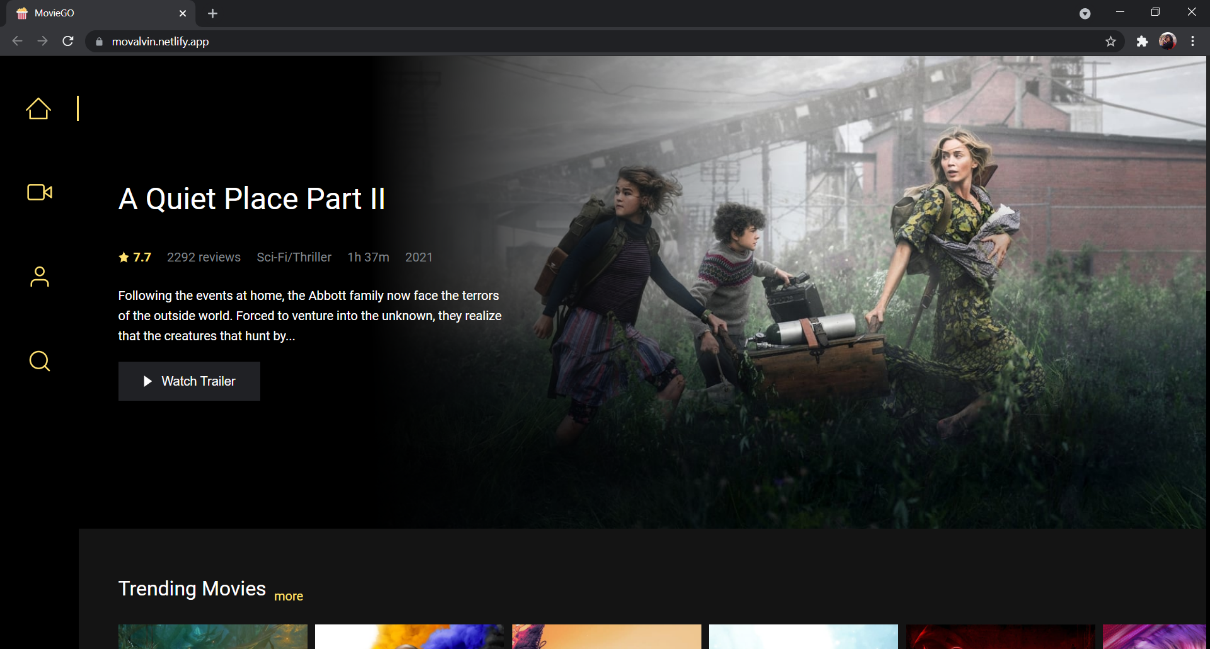 MovieGO
movalvin.netlify.app
A Quiet Place Part II
7.7 2292 reviews Sci-Fi/Thriller 1h 37m 2021
Following the events at home, the Abbott family now face the terrors
of the outside world. Forced to venture into the unknown, they realize
that the creatures that hunt by...
Watch Trailer
Trending Movies more